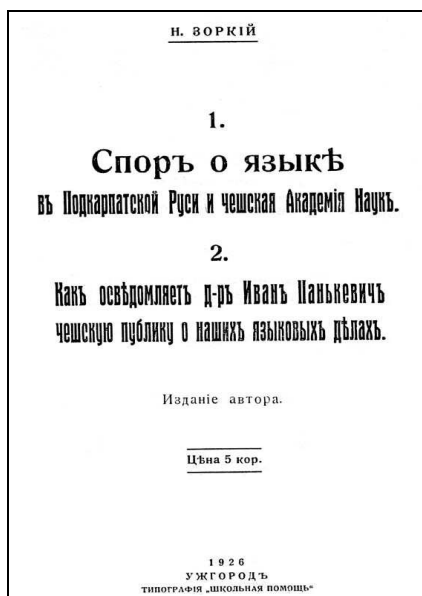 Н. ЗОРКІЙ
1.
Споръ о языкѣ
въ Подкарпатской Руси и чешская Академія Наукъ.
2.
Какъ освѣдомляетъ д-ръ Иванъ Панькевичъ
чешскую публику о нашихъ языковыхъ дѣлахъ.
Изданіе автора.
Цѣна 5 кор.
1926
УЖГОРОДЪ
ТИПОГРАФІЯ „ШКОЛЬНАЯ ПОМОЩЬ“